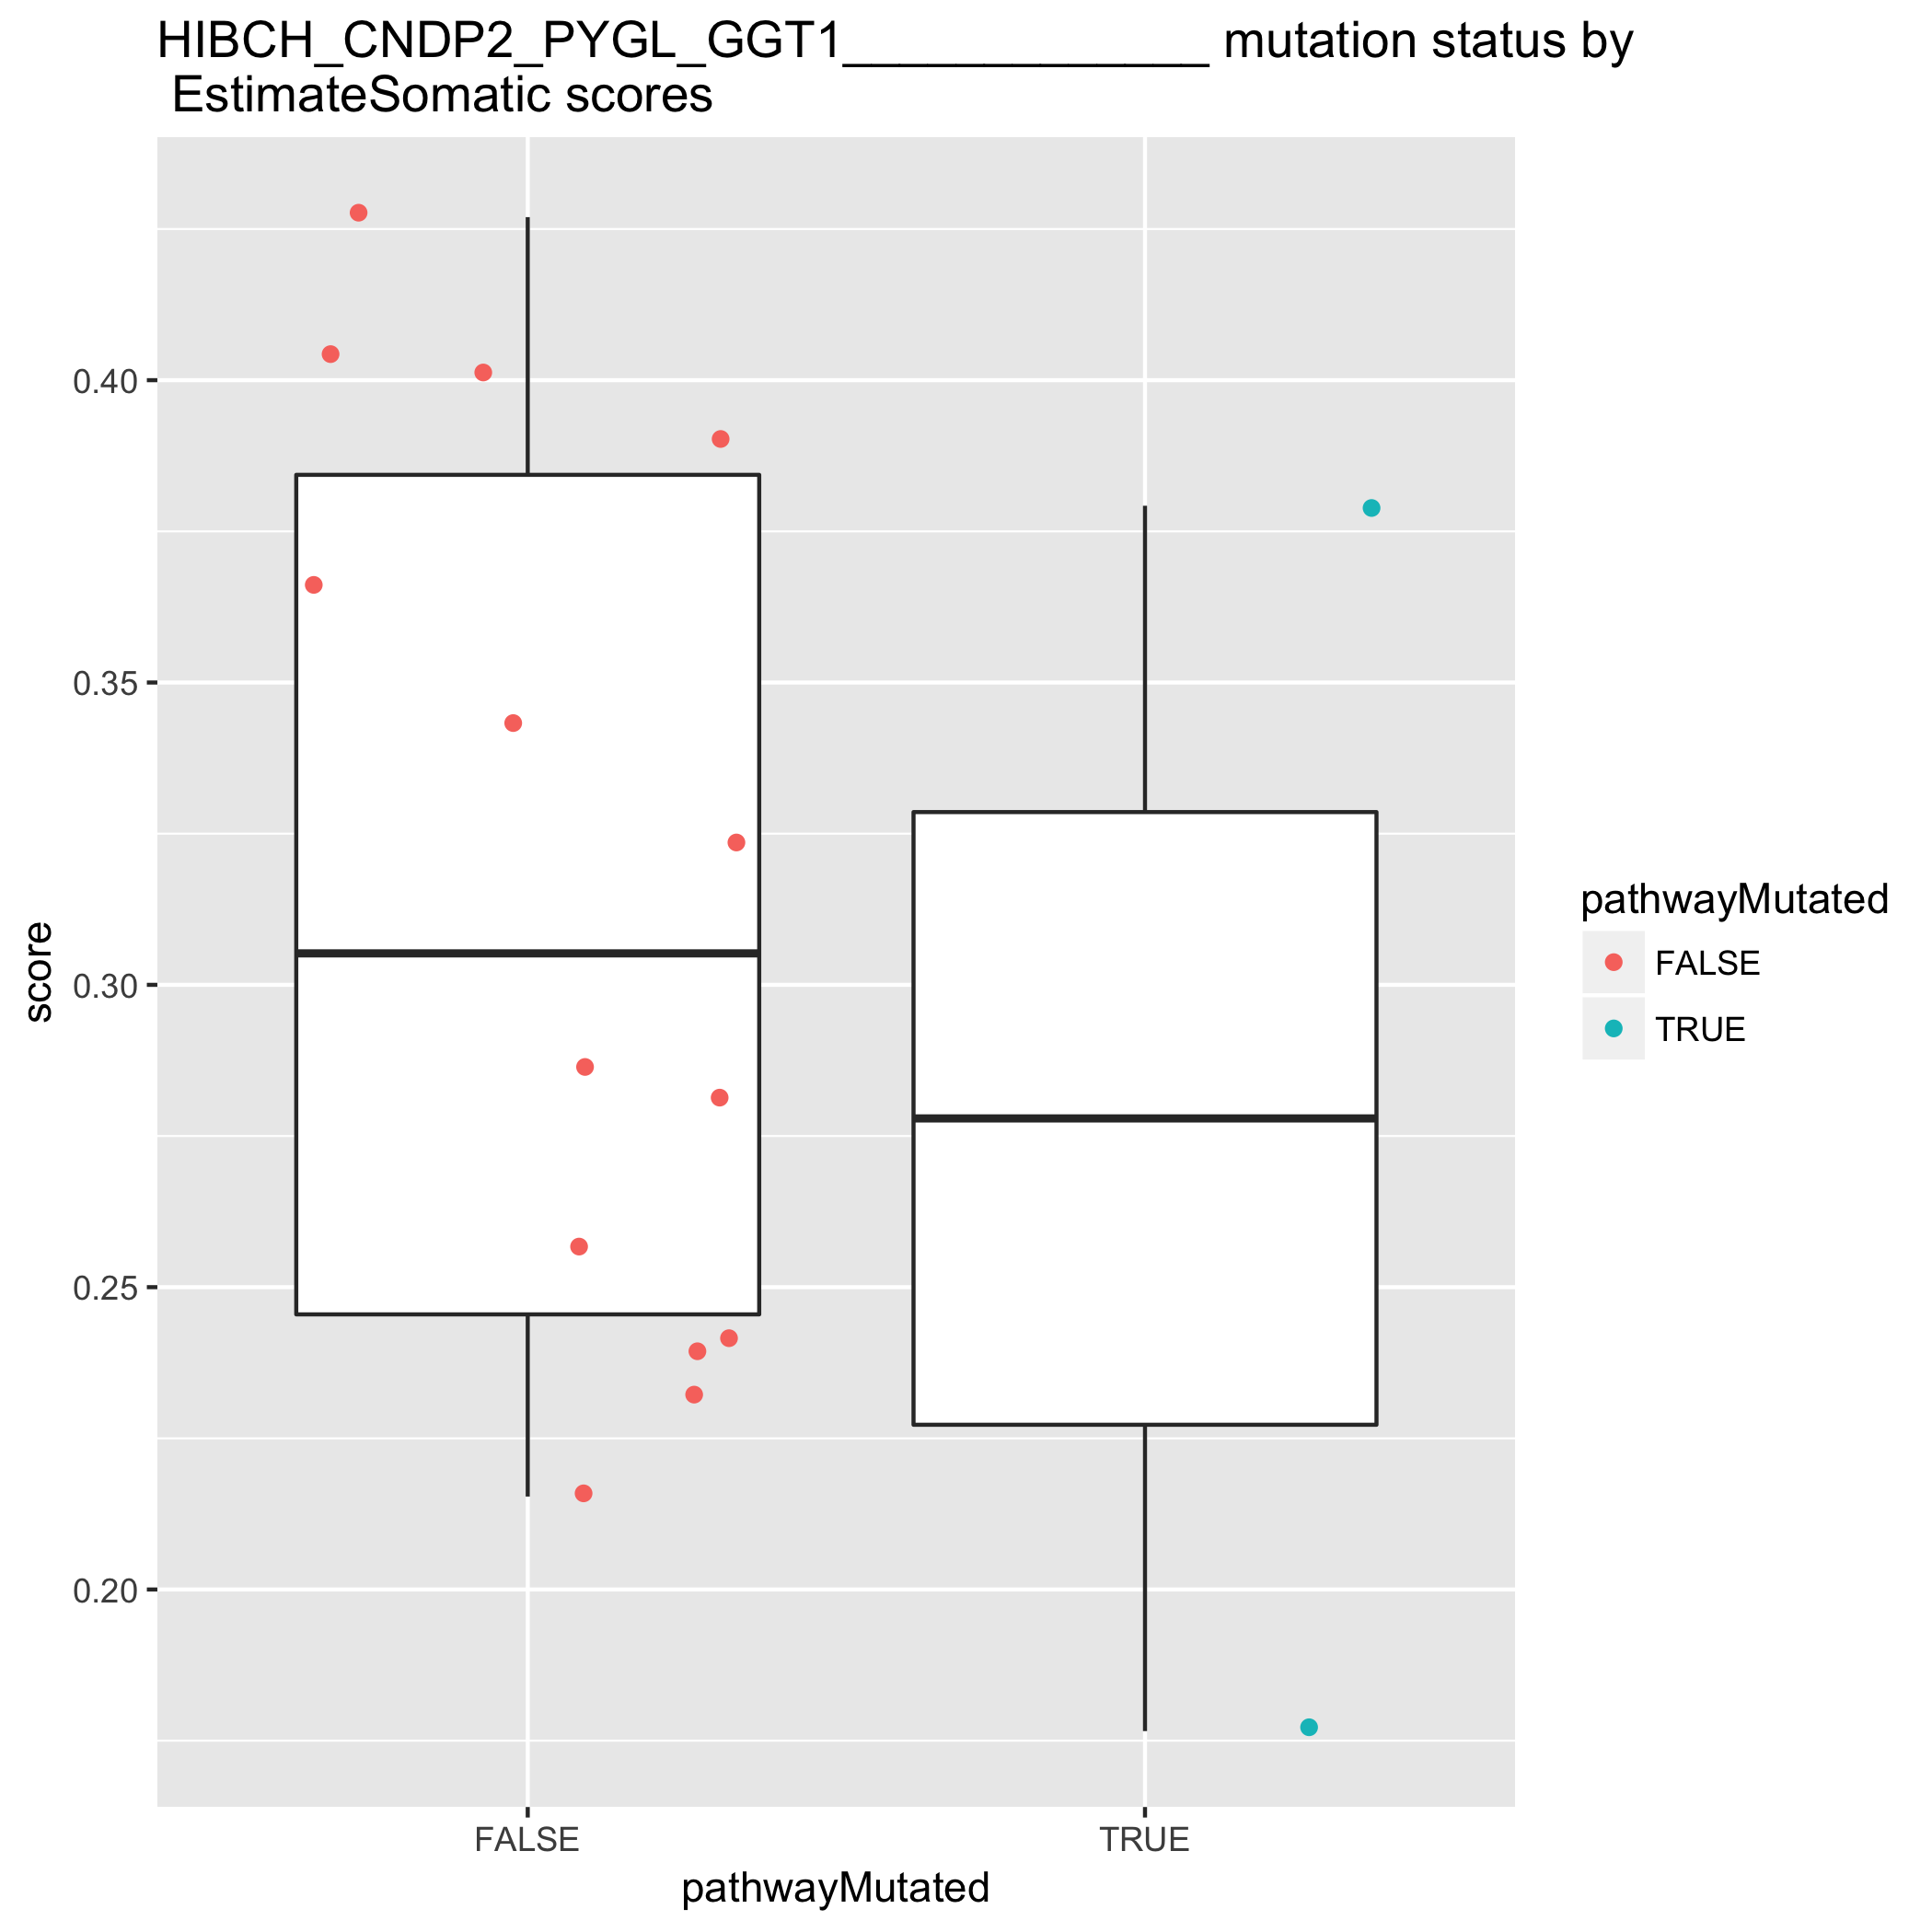 HIBCH_CNDP2_PYGL_GGT1_____________ mutation status by
EstimateSomatic scores
0.40
0.35
0.30
0.25
0.20
score
FALSE
TRUE
pathwayMutated
pathwayMutated
FALSE
TRUE